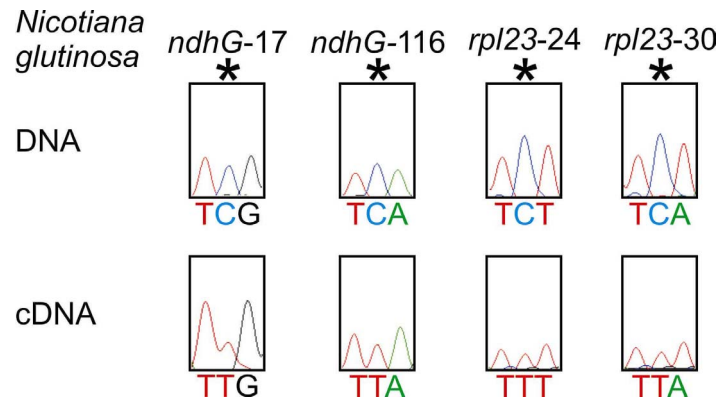 Nicotiana glutinosa
ndhG-17 ndhG-116 rpl23-24 rpl23-30
* * * *
DNA
TCG TCA TCT TCA
cDNA
TTG TTA TTT TTA